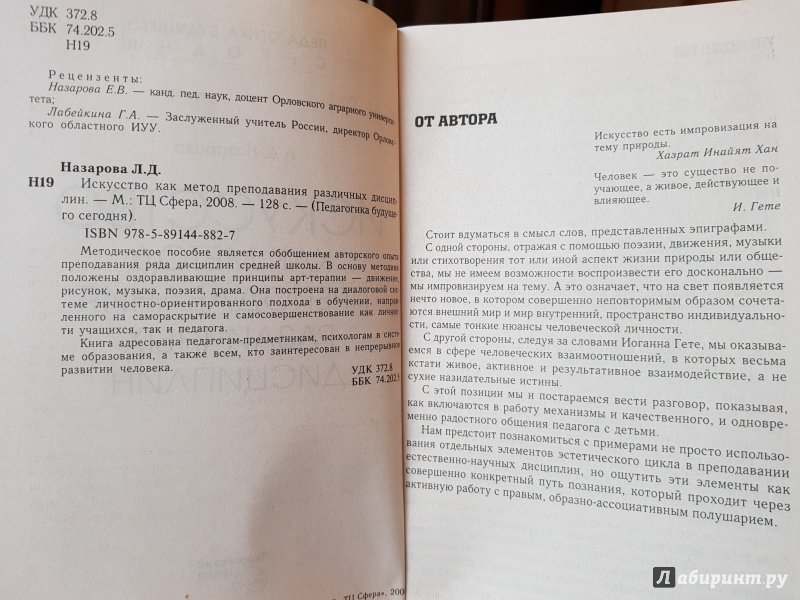 УДК 372.8
ББК 74.202.5
Н19
Рецензенты:
Назарова Е.В. — канд. пед. наук, доцент Орловского аграрного универси-
тета;
Лабейкина Г.А. — Заслуженный учитель России, директор Орловс-
кого областного ИУУ.
Назарова Л.Д.
Н19 Искусство как метод преподавания различных дисцип-
лин. — М.: ТЦ Сфера, 2008. — 128 с. — (Педагогика будуще-
го сегодня).
ISBN 978-5-89144-882-7
Методическое пособие является обобщением авторского опыта
преподавания ряда дисциплин средней школы. В основу методики
положены оздоравливающие принципы арт-терапии — движение,
рисунок, музыка, поэзия, драма. Она построена на диалоговой сис-
теме личностно-ориентированного подхода в обучении, направ-
ленного на самораскрытие и самосовершенствование как личнос-
ти учащихся, так и педагога.
Книга адресована педагогам-предметникам, психологам в систе-
ме образования, а также всем, кто заинтересован в непрерывном
развитии человека.
УДК 372.8
ББК 74.202.5
ТЦ Сфера», 200
ОТ АВТОРА
Искусство есть импровизация на
тему природы.
Хазрат Инайят Хан
Человек — это существо не по-
учающее, а живое, действующее и
влияющее.
И. Гете
Стоит вдуматься в смысл слов, представленных эпиграфами.
С одной стороны, отражая с помощью поэзии, движения, музыки
или стихотворения тот или иной аспект жизни природы или обще-
ства, мы не имеем возможности воспроизвести его досконально —
мы импровизируем на тему. А это означает, что на свет появляется
нечто новое, в котором совершенно неповторимым образом сочета-
ются внешний мир и мир внутренний, пространство индивидуально-
сти, самые тонкие нюансы человеческой личности.
С другой стороны, следуя за словами Иоганна Гете, мы оказыва-
емся в сфере человеческих взаимоотношений, в которых весьма
кстати живое, активное и результативное взаимодействие, а не
сухие назидательные истины.
С этой позиции мы и постараемся вести разговор, показывая,
как включаются в работу механизмы и качественного, и одновре-
менно радостного общения педагога с детьми.
Нам предстоит познакомиться с примерами не просто использо-
вания отдельных элементов эстетического цикла в преподавании
естественно-научных дисциплин, но ощутить эти элементы как
совершенно конкретный путь познания, который проходит через
активную работу с правым, образно-ассоциативным полушарием.
Лабиринт.ру